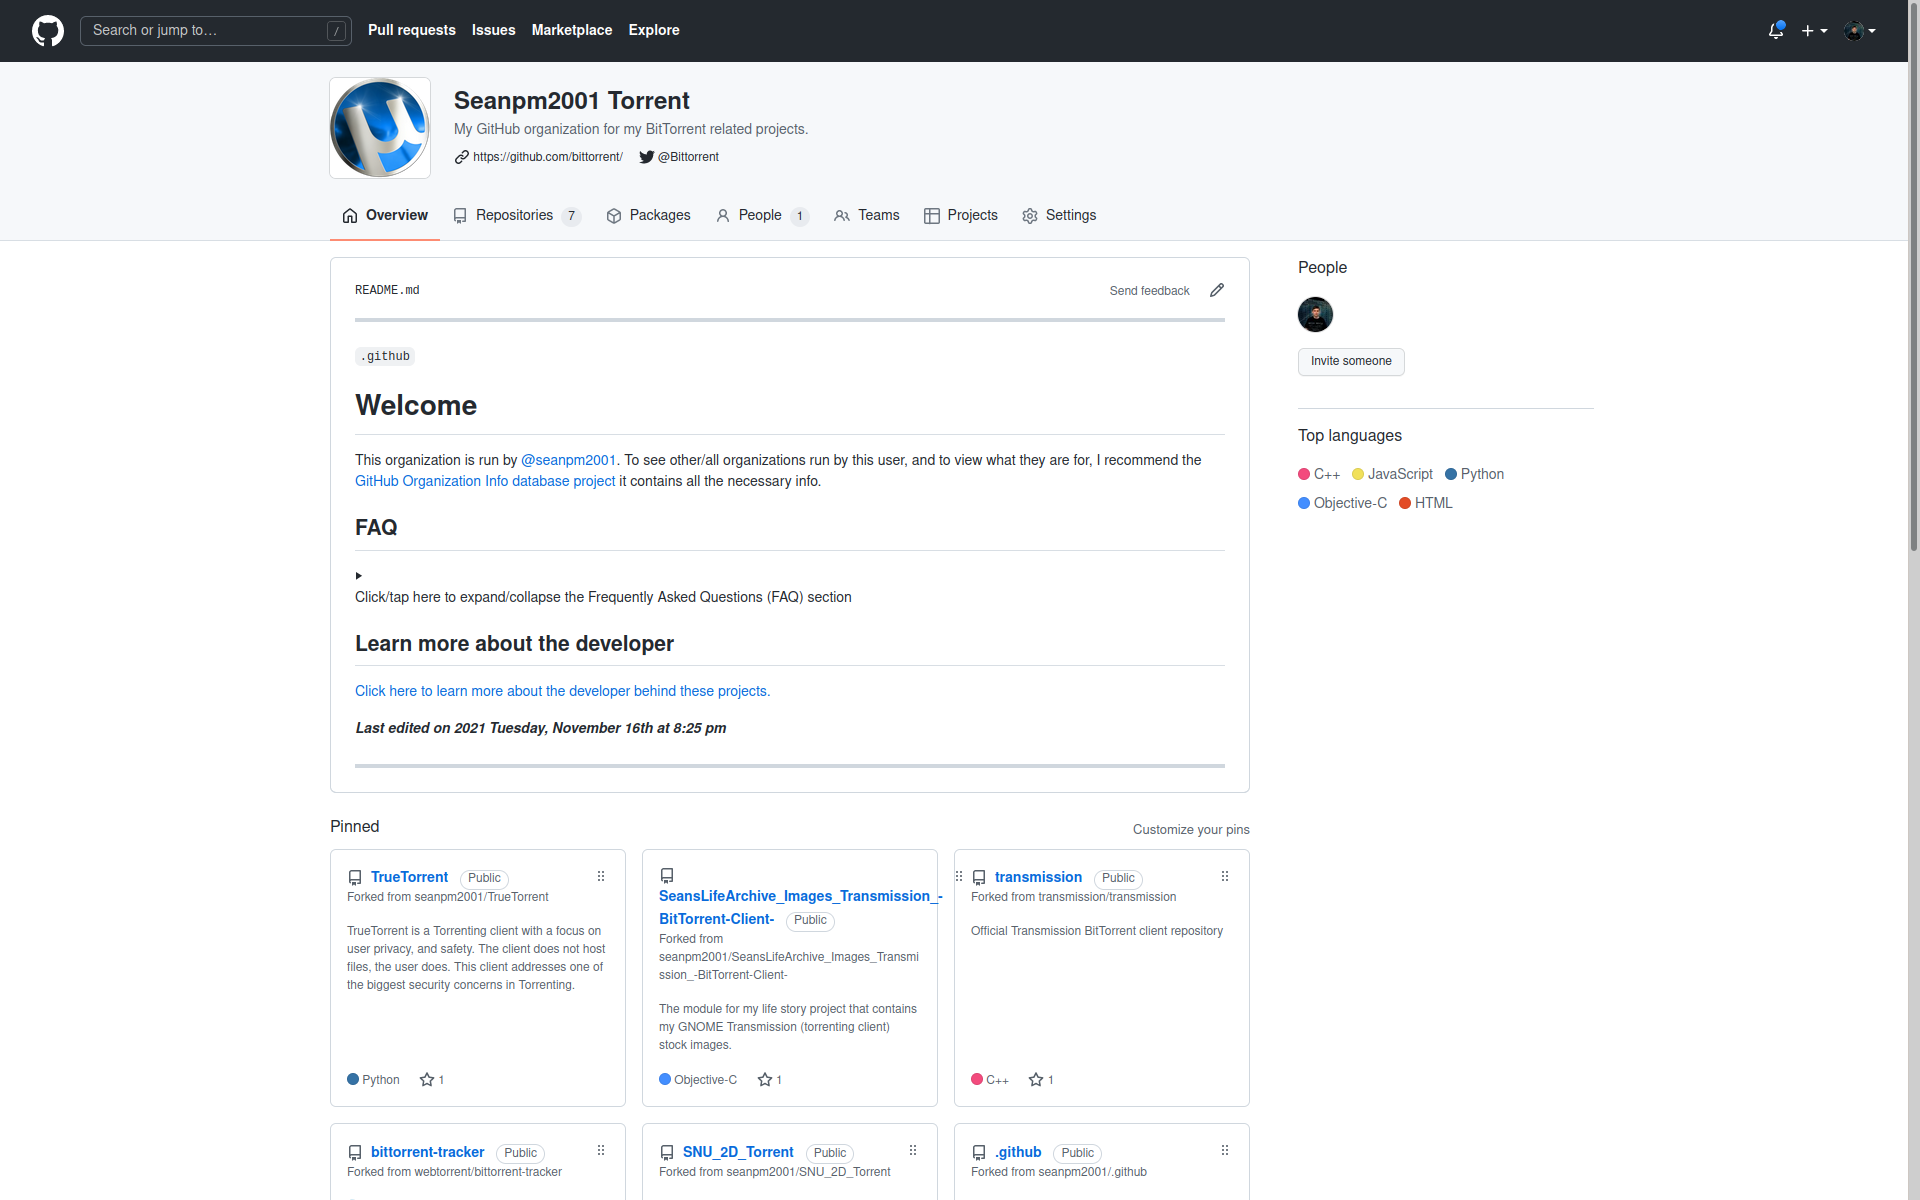 Search or jump to… /
Pull requests Issues Marketplace Explore
Seanpm2001 Torrent
My GitHub organization for my BitTorrent related projects.
https://github.com/bittorrent/ @Bittorrent
Overview Repositories 7 Packages People 1 Teams Projects Settings
README.md Send feedback
.github
Welcome
This organization is run by @seanpm2001. To see other/all organizations run by this user, and to view what they are for, I recommend the
GitHub Organization Info database project it contains all the necessary info.
FAQ
Click/tap here to expand/collapse the Frequently Asked Questions (FAQ) section
Learn more about the developer
Click here to learn more about the developer behind these projects.
Last edited on 2021 Tuesday, November 16th at 8:25 pm
People
Invite someone
Top languages
C++ JavaScript Python
Objective-C HTML
Pinned Customize your pins
TrueTorrent Public
Forked from seanpm2001/TrueTorrent
TrueTorrent is a Torrenting client with a focus on
user privacy, and safety. The client does not host
files, the user does. This client addresses one of
the biggest security concerns in Torrenting.
Python 1
SeansLifeArchive_Images_Transmission_-
BitTorrent-Client- Public
Forked from
seanpm2001/SeansLifeArchive_Images_Transmi
ssion_-BitTorrent-Client-
The module for my life story project that contains
my GNOME Transmission (torrenting client)
stock images.
Objective-C 1
transmission Public
Forked from transmission/transmission
Official Transmission BitTorrent client repository
C++ 1
bittorrent-tracker Public
Forked from webtorrent/bittorrent-tracker
SNU_2D_Torrent Public
Forked from seanpm2001/SNU_2D_Torrent
.github Public
Forked from seanpm2001/.github